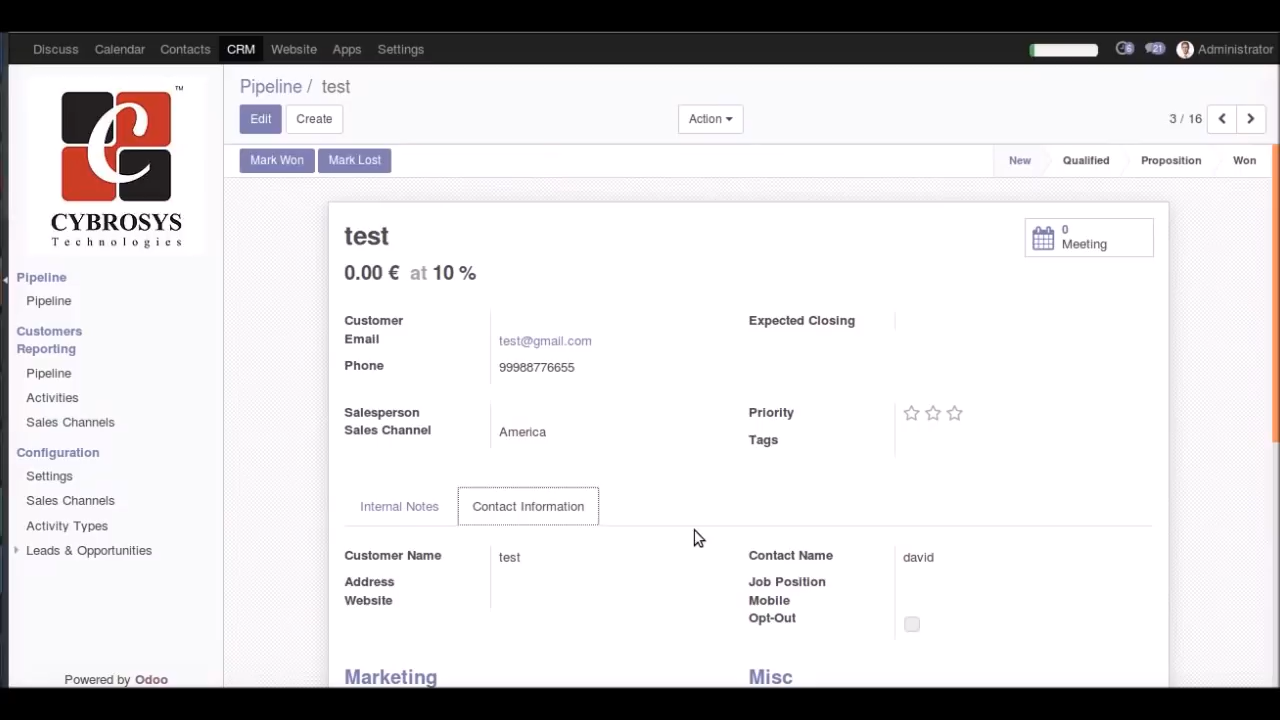 Discuss Calendar Contacts CRM Website Apps Settings 6 21 Administrator
C ™
CYBROSYS
Technologies
Pipeline
Pipeline
Customers
Reporting
Pipeline
Activities
Sales Channels
Configuration
Settings
Sales Channels
Activity Types
Leads & Opportunities
Powered by Odoo
Pipeline / test
Edit Create Action 3 / 16
Mark Won Mark Lost New Qualified Proposition Won
test
0.00 € at 10 %
0
Meeting
Customer
Email test@gmail.com
Phone 99988776655
Expected Closing
Salesperson
Sales Channel America
Priority
Tags
Internal Notes Contact Information
Customer Name test
Address
Website
Contact Name david
Job Position
Mobile
Opt-Out
Marketing Misc